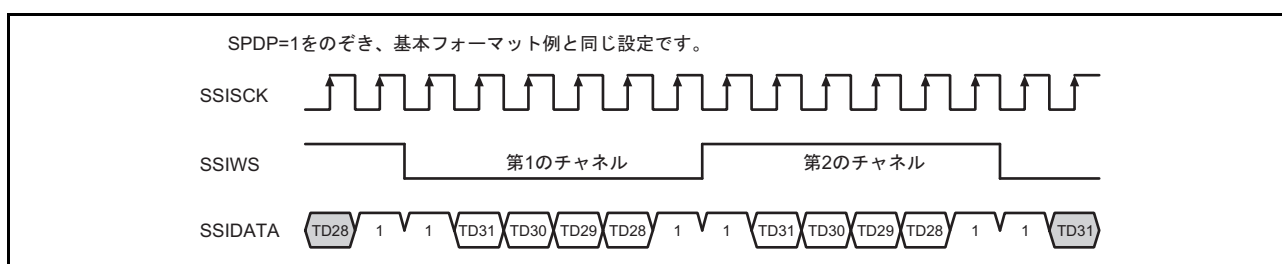 SPDP=1をのぞき、基本フォーマット例と同じ設定です。
SSISCK
SSIWS 第1のチャネル 第2のチャネル
SSIDATA TD28 1 1 TD31 TD30 TD29 TD28 1 1 TD31 TD30 TD29 TD28 1 1 TD31